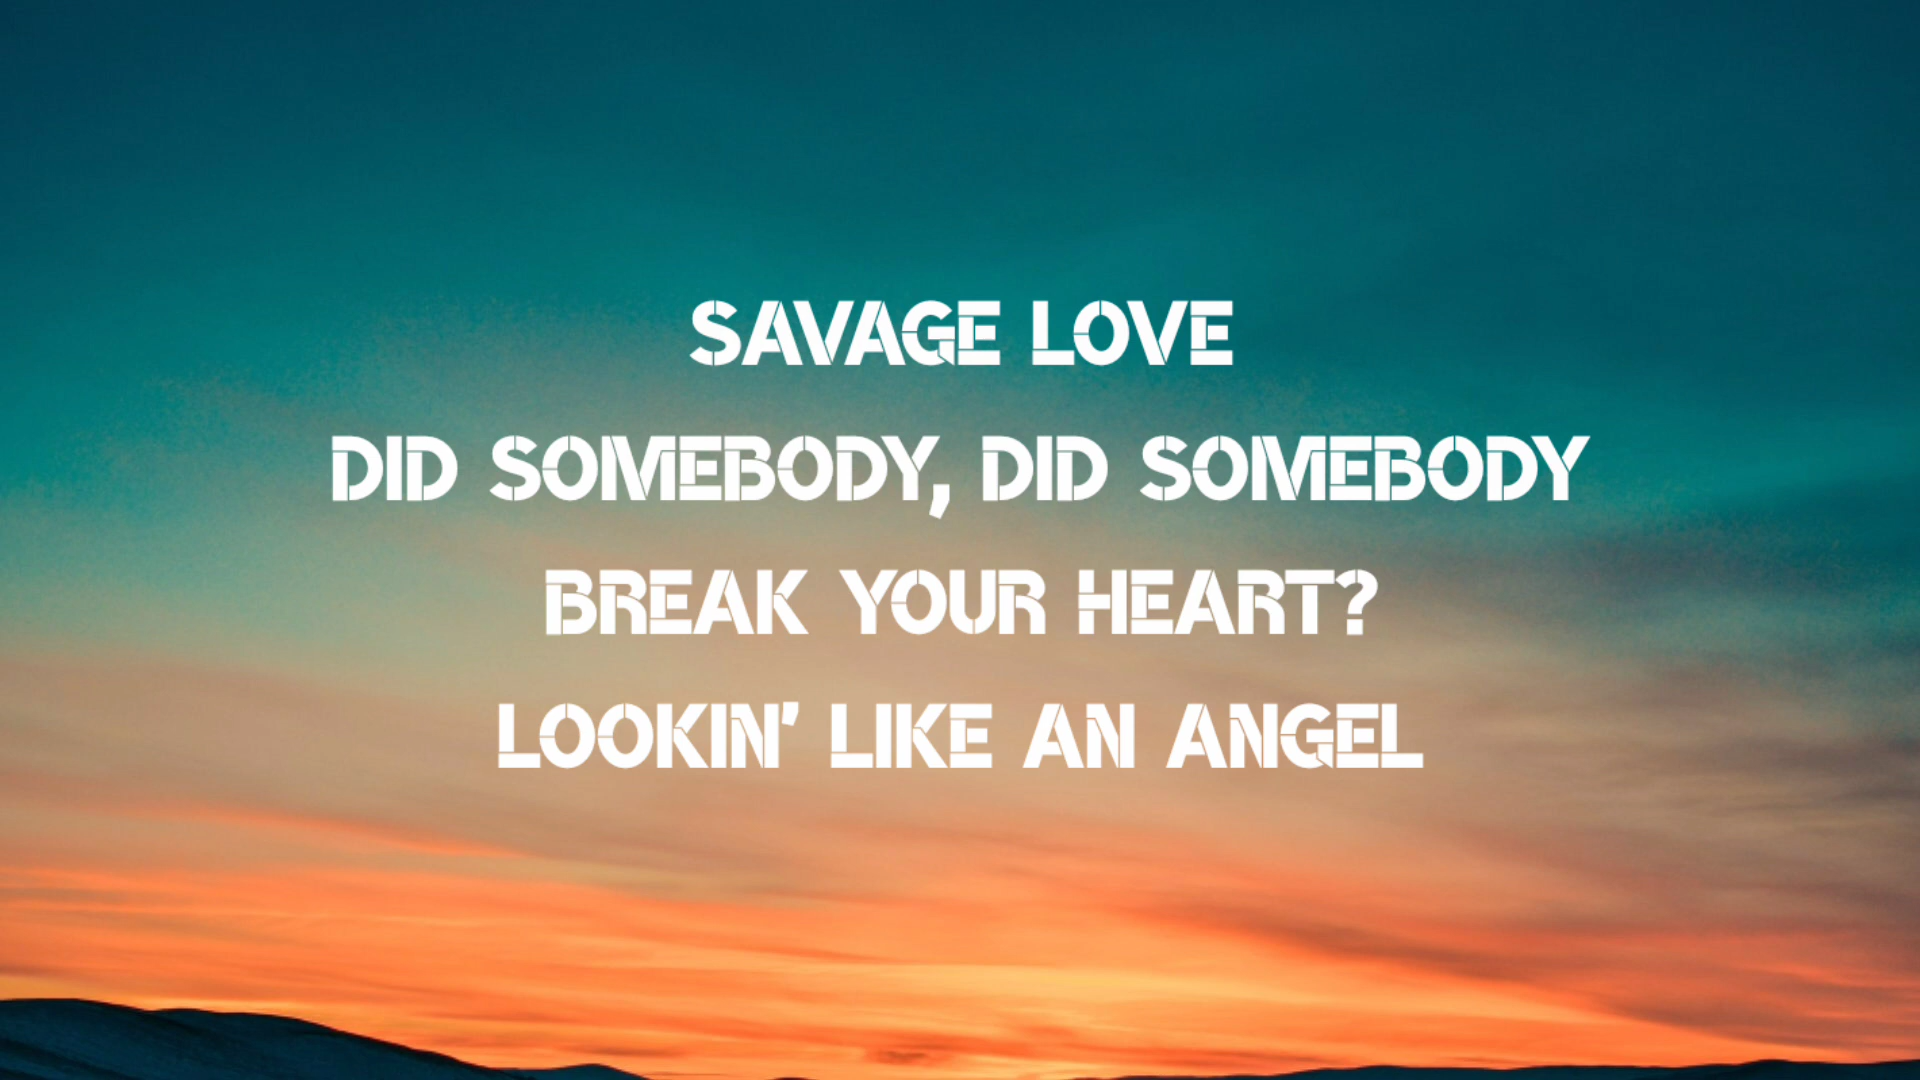 SAVAGE LOVE
DID SOMEBODY, DID SOMEBODY
BREAK YOUR HEART?
LOOKIN' LIKE AN ANGEL